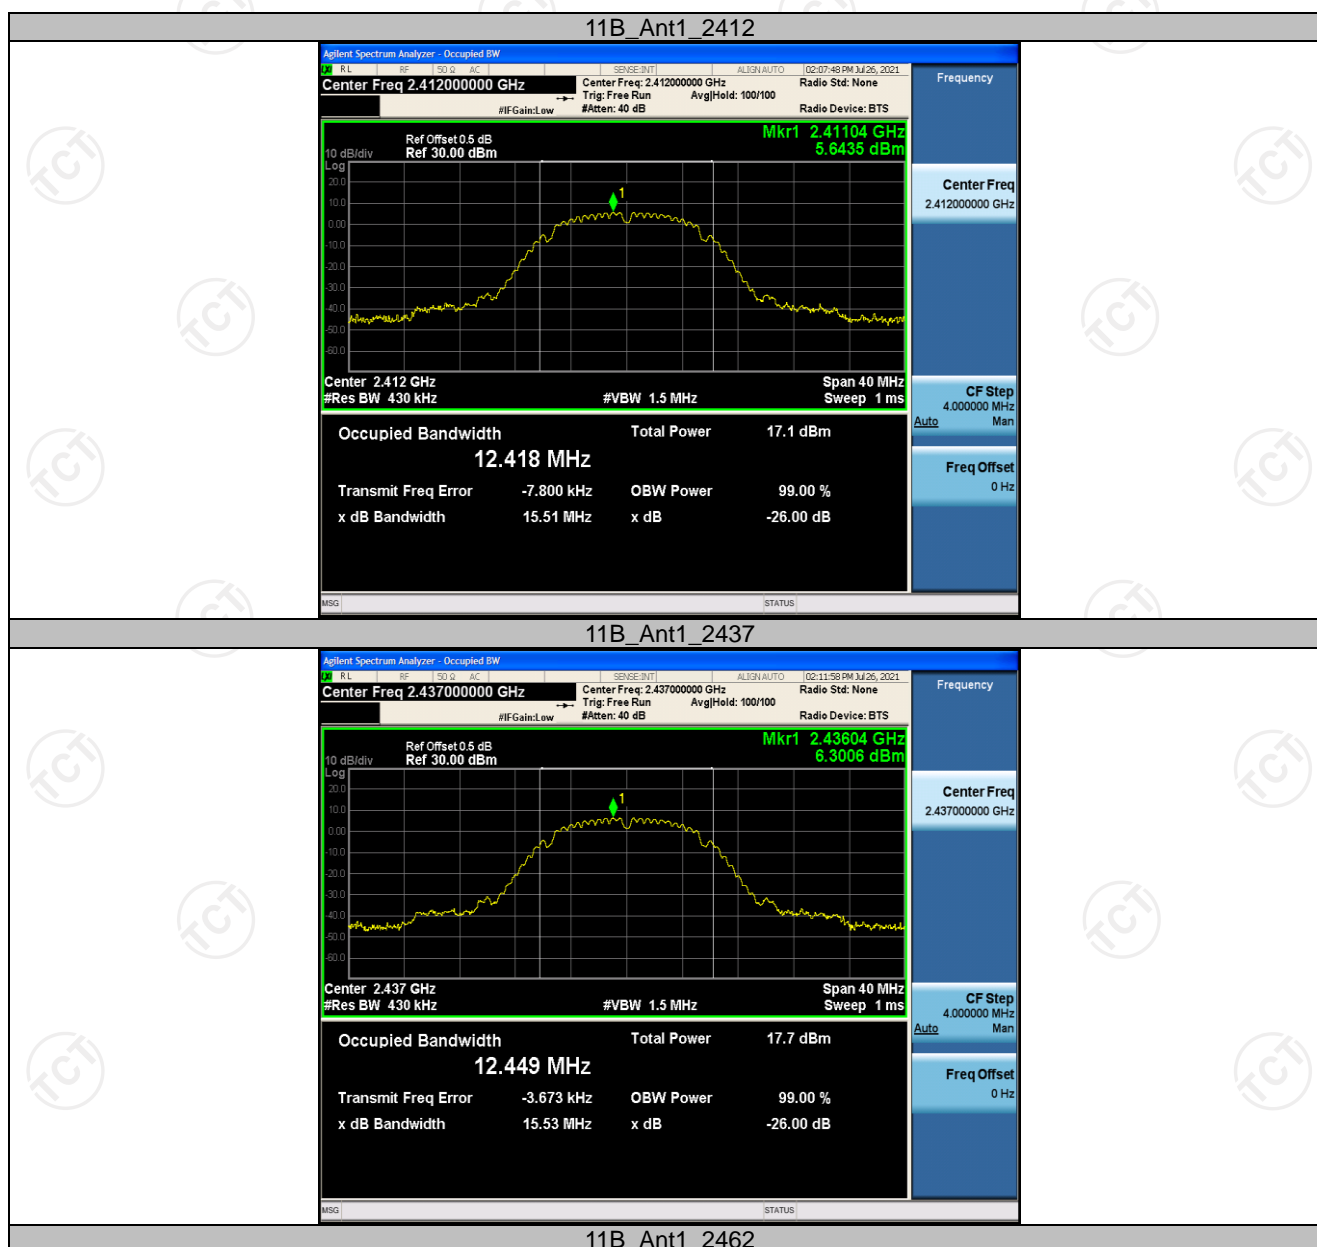 11B_Ant1_2412
Agilent Spectrum Analyzer - Occupied BW
LXI RL RF 50 Ω AC SENSE:INT ALIGN AUTO 02:07:48 PM Jul 26, 2021
Center Freq 2.412000000 GHz
Center Freq: 2.412000000 GHz
Radio Std: None
Trig: Free Run Avg|Hold: 100/100
#IFGain:Low #Atten: 40 dB Radio Device: BTS
Mkr1 2.41104 GHz
5.6435 dBm
Ref Offset 0.5 dB
10 dB/div Ref 30.00 dBm
Log
20.0
1
10.0
0.00
-10.0
-20.0
-30.0
-40.0
-50.0
-60.0
Center 2.412 GHz Span 40 MHz
#Res BW 430 kHz #VBW 1.5 MHz Sweep 1 ms
Occupied Bandwidth Total Power 17.1 dBm
12.418 MHz
Transmit Freq Error -7.800 kHz OBW Power 99.00 %
x dB Bandwidth 15.51 MHz x dB -26.00 dB
MSG STATUS
Frequency
Center Freq
2.412000000 GHz
CF Step
4.000000 MHz
Auto Man
Freq Offset
0 Hz
11B_Ant1_2437
Agilent Spectrum Analyzer - Occupied BW
LXI RL RF 50 Ω AC SENSE:INT ALIGN AUTO 02:11:58 PM Jul 26, 2021
Center Freq 2.437000000 GHz
Center Freq: 2.437000000 GHz
Radio Std: None
Trig: Free Run Avg|Hold: 100/100
#IFGain:Low #Atten: 40 dB Radio Device: BTS
Mkr1 2.43604 GHz
6.3006 dBm
Ref Offset 0.5 dB
10 dB/div Ref 30.00 dBm
Log
20.0
1
10.0
0.00
-10.0
-20.0
-30.0
-40.0
-50.0
-60.0
Center 2.437 GHz Span 40 MHz
#Res BW 430 kHz #VBW 1.5 MHz Sweep 1 ms
Occupied Bandwidth Total Power 17.7 dBm
12.449 MHz
Transmit Freq Error -3.673 kHz OBW Power 99.00 %
x dB Bandwidth 15.53 MHz x dB -26.00 dB
MSG STATUS
Frequency
Center Freq
2.437000000 GHz
CF Step
4.000000 MHz
Auto Man
Freq Offset
0 Hz
11B_Ant1_2462
TCT
TCT
TCT
TCT
TCT
TCT
TCT
TCT
TCT
TCT
TCT
TCT